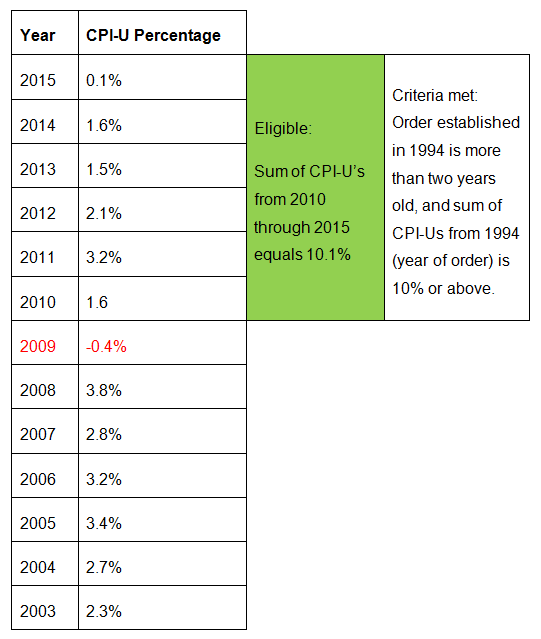 Year CPI-U Percentage
2015 0.1%
2014 1.6%
2013 1.5%
2012 2.1%
2011 3.2%
2010 1.6
Eligible:
Sum of CPI-U’s
from 2010
through 2015
equals 10.1%
Criteria met:
Order established
in 1994 is more
than two years
old, and sum of
CPI-Us from 1994
(year of order) is
10% or above.
2009 -0.4%
2008 3.8%
2007 2.8%
2006 3.2%
2005 3.4%
2004 2.7%
2003 2.3%